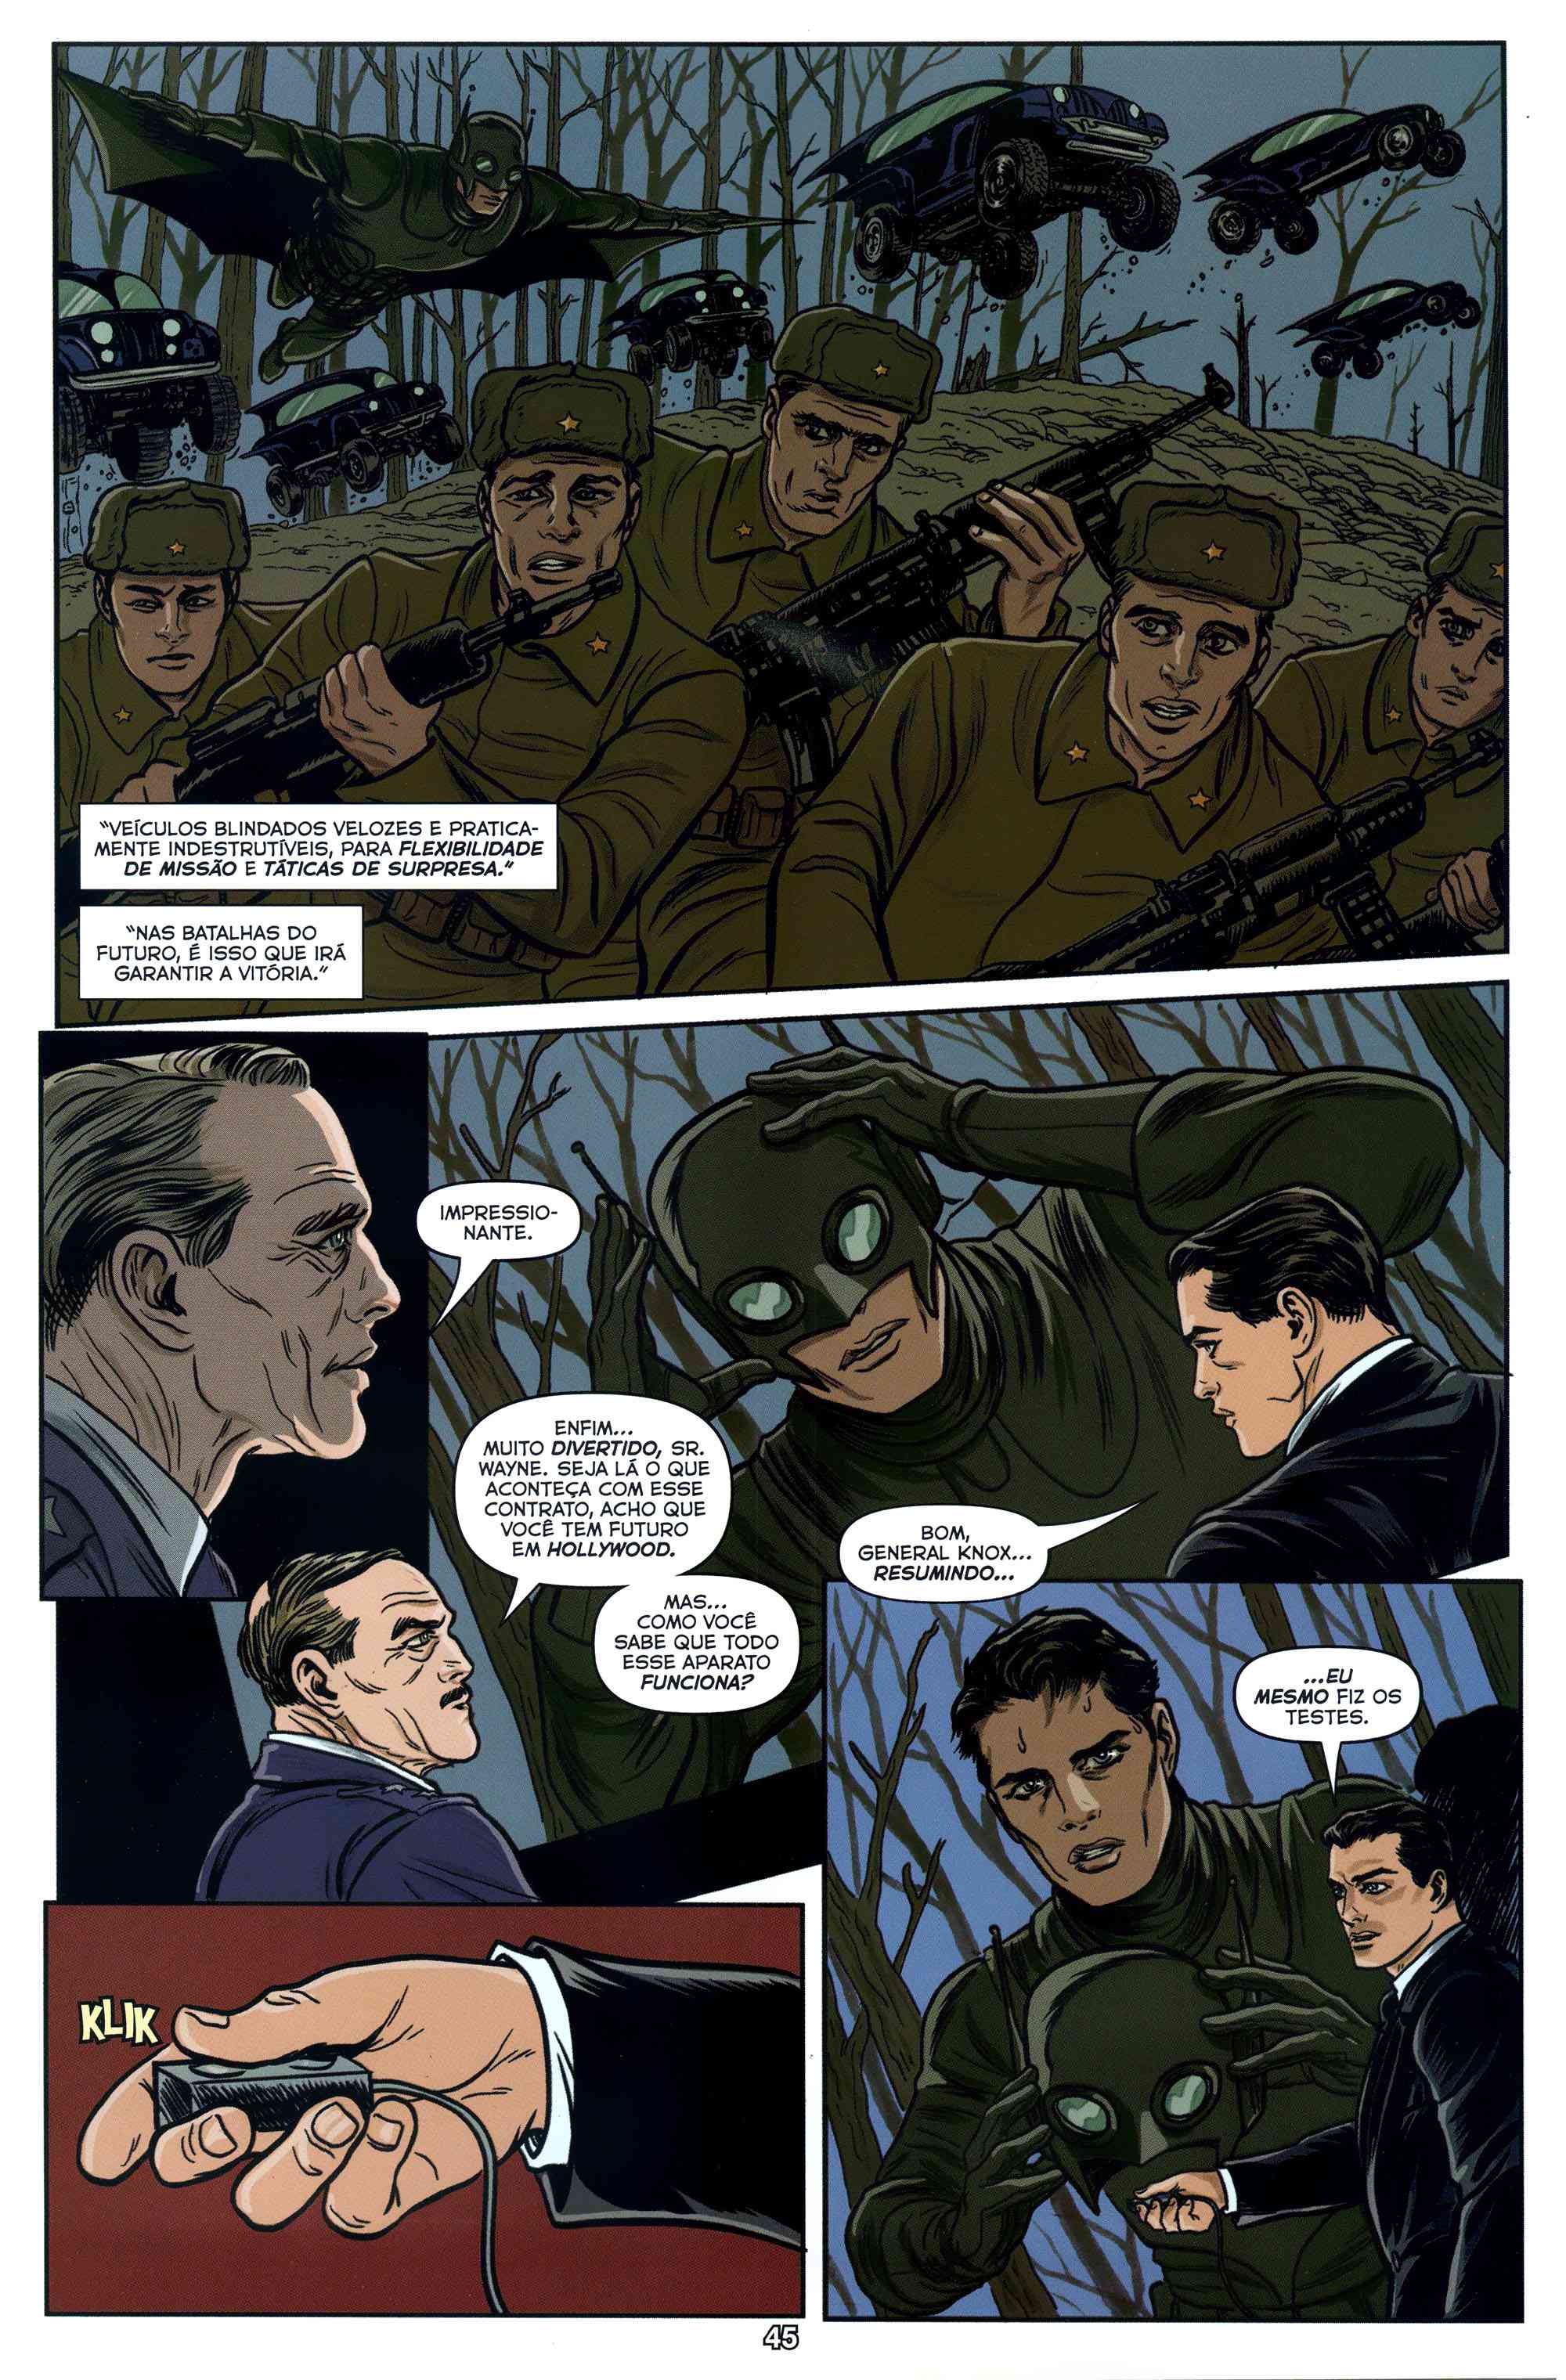 “VEÍCULOS BLINDADOS VELOZES E PRATICA-
MENTE INDESTRUTÍVEIS, PARA FLEXIBILIDADE
DE MISSÃO E TÁTICAS DE SURPRESA.”
“NAS BATALHAS DO
FUTURO, É ISSO QUE IRÁ
GARANTIR A VITÓRIA.”
IMPRESSIO-
NANTE.
ENFIM...
MUITO DIVERTIDO, SR.
WAYNE. SEJA LÁ O QUE
ACONTEÇA COM ESSE
CONTRATO, ACHO QUE
VOCÊ TEM FUTURO
EM HOLLYWOOD.
MAS...
COMO VOCÊ
SABE QUE TODO
ESSE APARATO
FUNCIONA?
BOM,
GENERAL KNOX...
RESUMINDO...
KLIK
...EU
MESMO FIZ OS
TESTES.
45